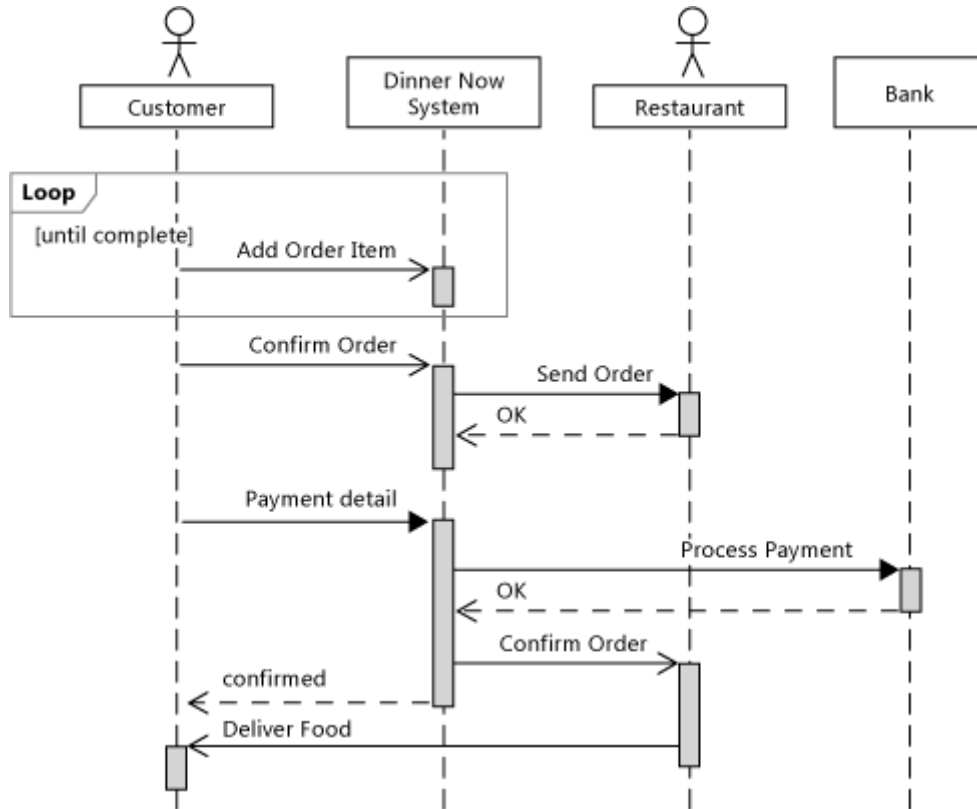 Customer
Dinner Now
System
Restaurant
Bank
Loop
[until complete]
Add Order Item
Confirm Order
Send Order
OK
Payment detail
Process Payment
OK
Confirm Order
confirmed
Deliver Food